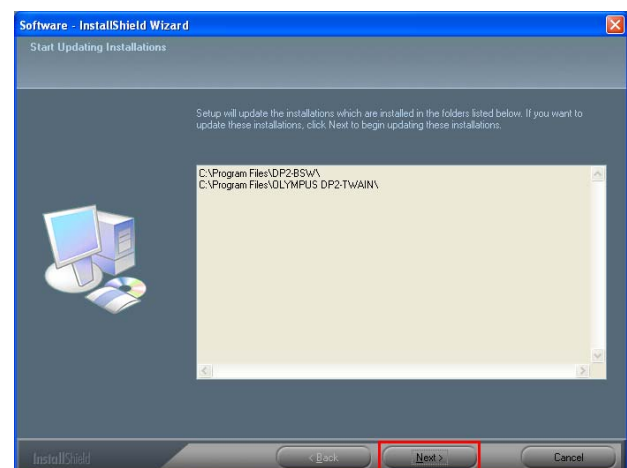 Software - InstallShield Wizard
Start Updating Installations
Setup will update the installations which are installed in the folders listed below. If you want to
update these installations, click Next to begin updating these installations.
C:\Program Files\DP2-BSW\
C:\Program Files\OLYMPUS DP2-TWAIN\
InstallShield
< Back
Next >
Cancel